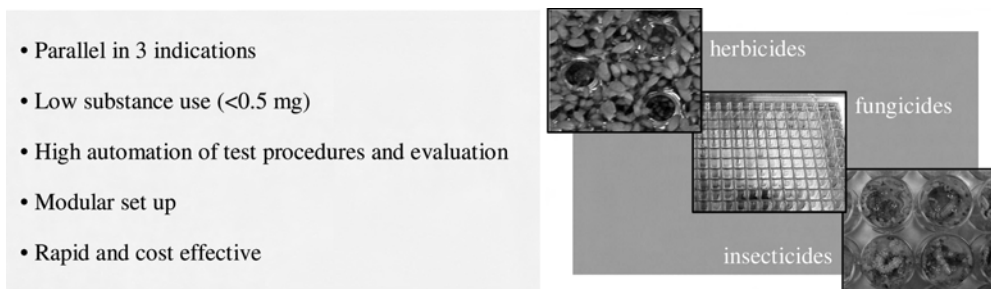 • Parallel in 3 indications
• Low substance use (<0.5 mg)
• High automation of test procedures and evaluation
• Modular set up
• Rapid and cost effective
herbicides
fungicides
insecticides